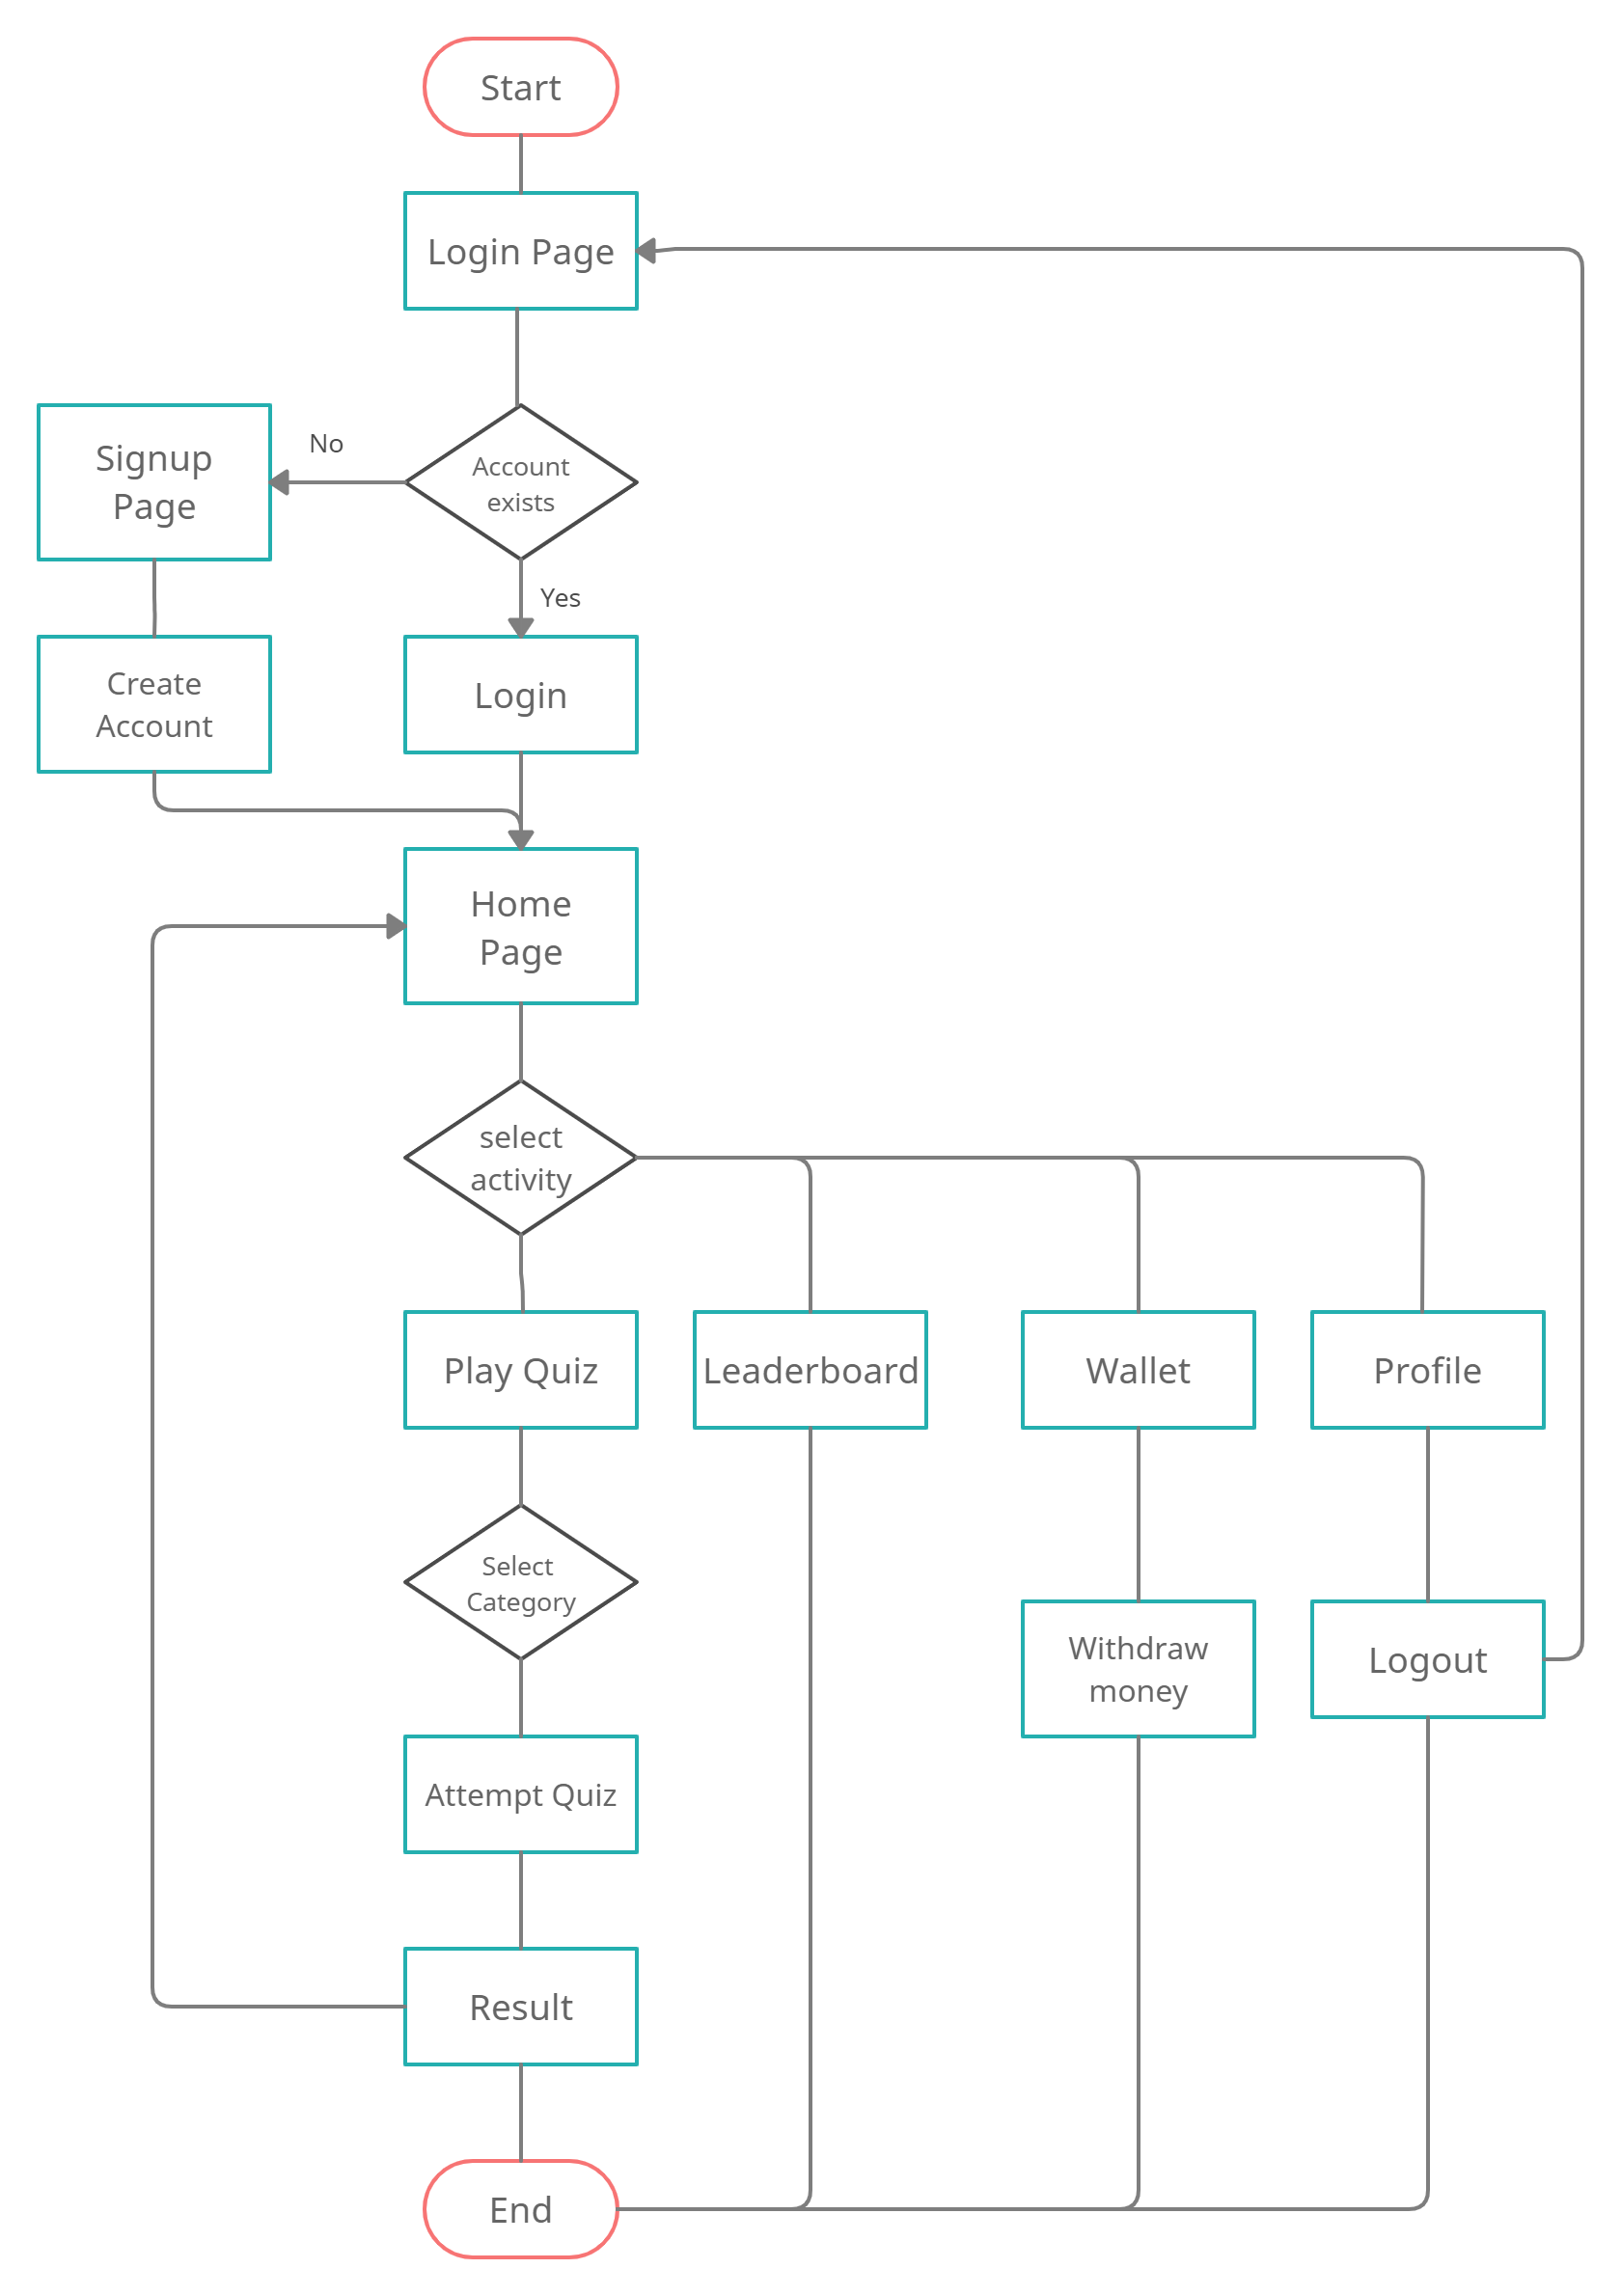 Start
Login Page
Signup
Page
No
Account
exists
Yes
Create
Account
Login
Home
Page
select
activity
Play Quiz
Leaderboard
Wallet
Profile
Select
Category
Withdraw
money
Logout
Attempt Quiz
Result
End